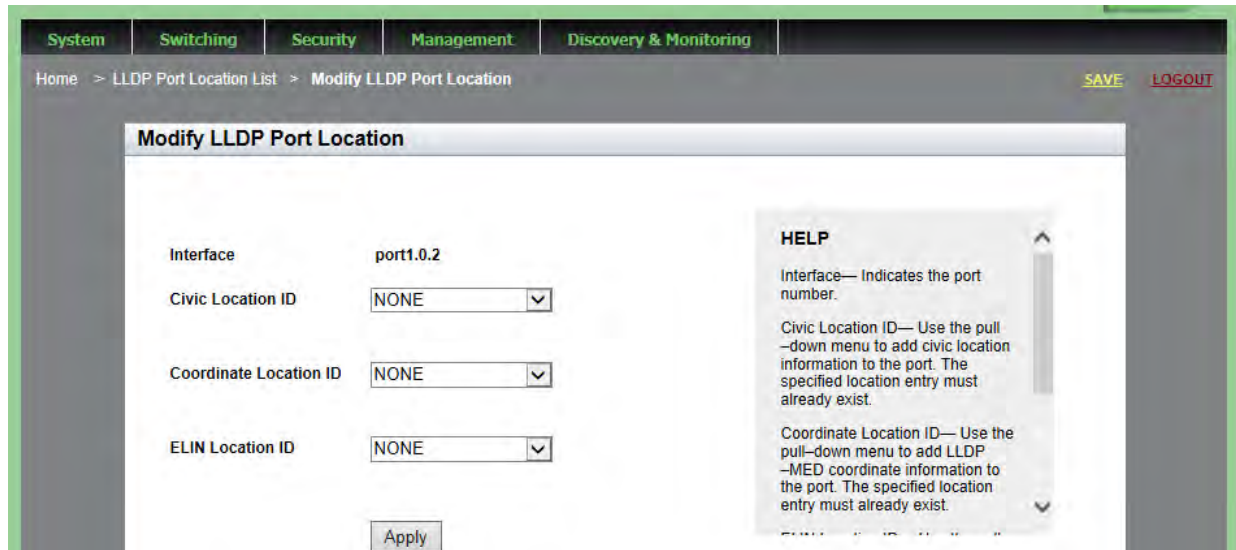 System Switching Security Management Discovery & Monitoring
Home > LLDP Port Location List > Modify LLDP Port Location SAVE LOGOUT
Modify LLDP Port Location
Interface port1.0.2
Civic Location ID NONE
Coordinate Location ID NONE
ELIN Location ID NONE
Apply
HELP
Interface— Indicates the port
number.
Civic Location ID— Use the pull
–down menu to add civic location
information to the port. The
specified location entry must
already exist.
Coordinate Location ID— Use the
pull–down menu to add LLDP
–MED coordinate information to
the port. The specified location
entry must already exist.